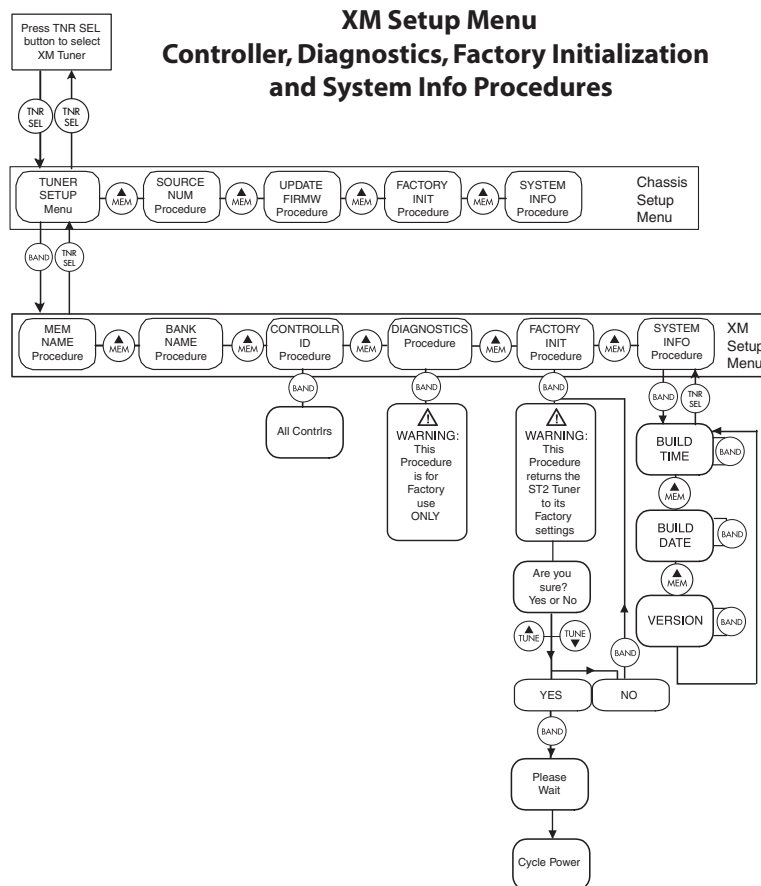 XM Setup Menu
Controller, Diagnostics, Factory Initialization
and System Info Procedures
Press TNR SEL
button to select
XM Tuner
TNR
SEL
TNR
SEL
TUNER
SETUP
Menu
MEM
SOURCE
NUM
Procedure
MEM
UPDATE
FIRMW
Procedure
MEM
FACTORY
INIT
Procedure
MEM
SYSTEM
INFO
Procedure
Chassis
Setup
Menu
BAND
TNR
SEL
MEM
NAME
Procedure
MEM
BANK
NAME
Procedure
MEM
CONTROLLR
ID
Procedure
MEM
DIAGNOSTICS
Procedure
MEM
FACTORY
INIT
Procedure
MEM
SYSTEM
INFO
Procedure
XM
Setup
Menu
BAND
All Contrlrs
BAND
WARNING:
This
Procedure
is for
Factory
use
ONLY
BAND
WARNING:
This
Procedure
returns the
ST2 Tuner
to its
Factory
settings
Are you
sure?
Yes or No
TUNE
TUNE
YES
NO
BAND
BAND
Please
Wait
Cycle Power
BAND
TNR
SEL
BUILD
TIME
BAND
MEM
BUILD
DATE
BAND
MEM
VERSION
BAND